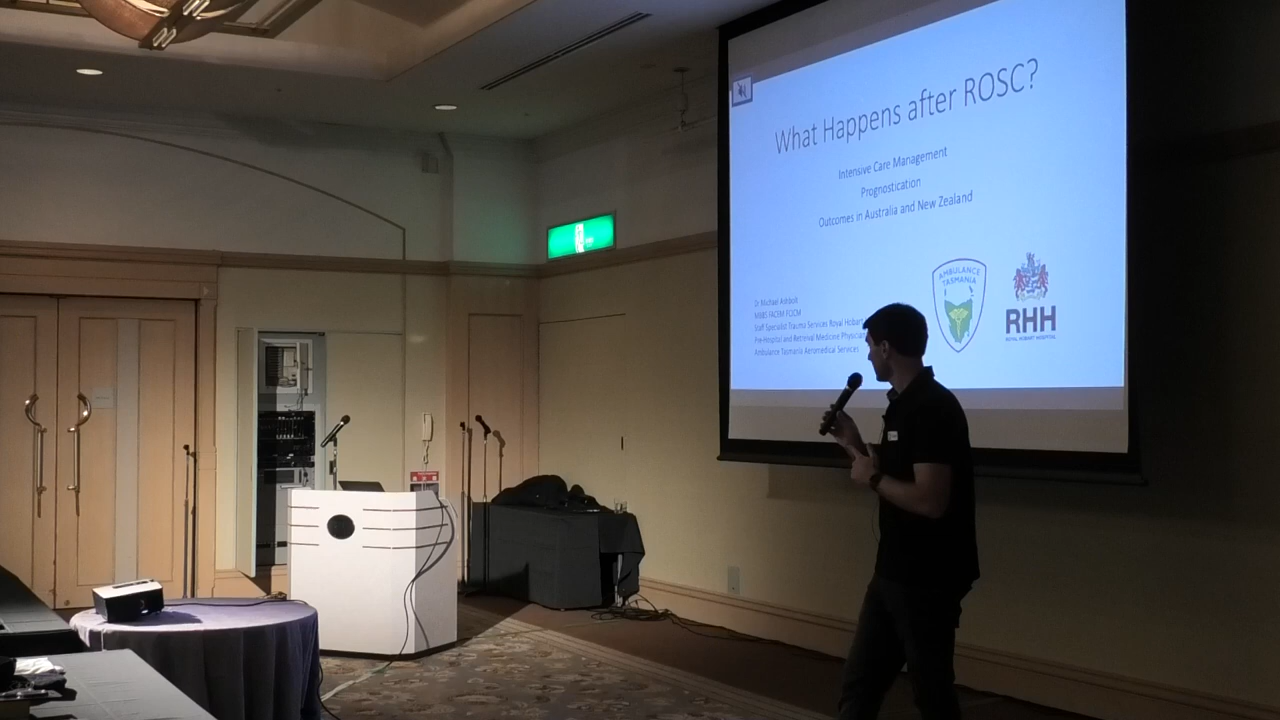 What Happens after ROSC?
Intensive Care Management
Prognostication
Outcomes in Australia and New Zealand
Dr Michael Ashbolt
MBBS FACEM FCICM
Staff Specialist Trauma Services Royal Hobart
Pre-Hospital and Retrieval Medicine Physician
Ambulance Tasmania Aeromedical Services
AMBULANCE
TASMANIA
RHH
ROYAL HOBART HOSPITAL